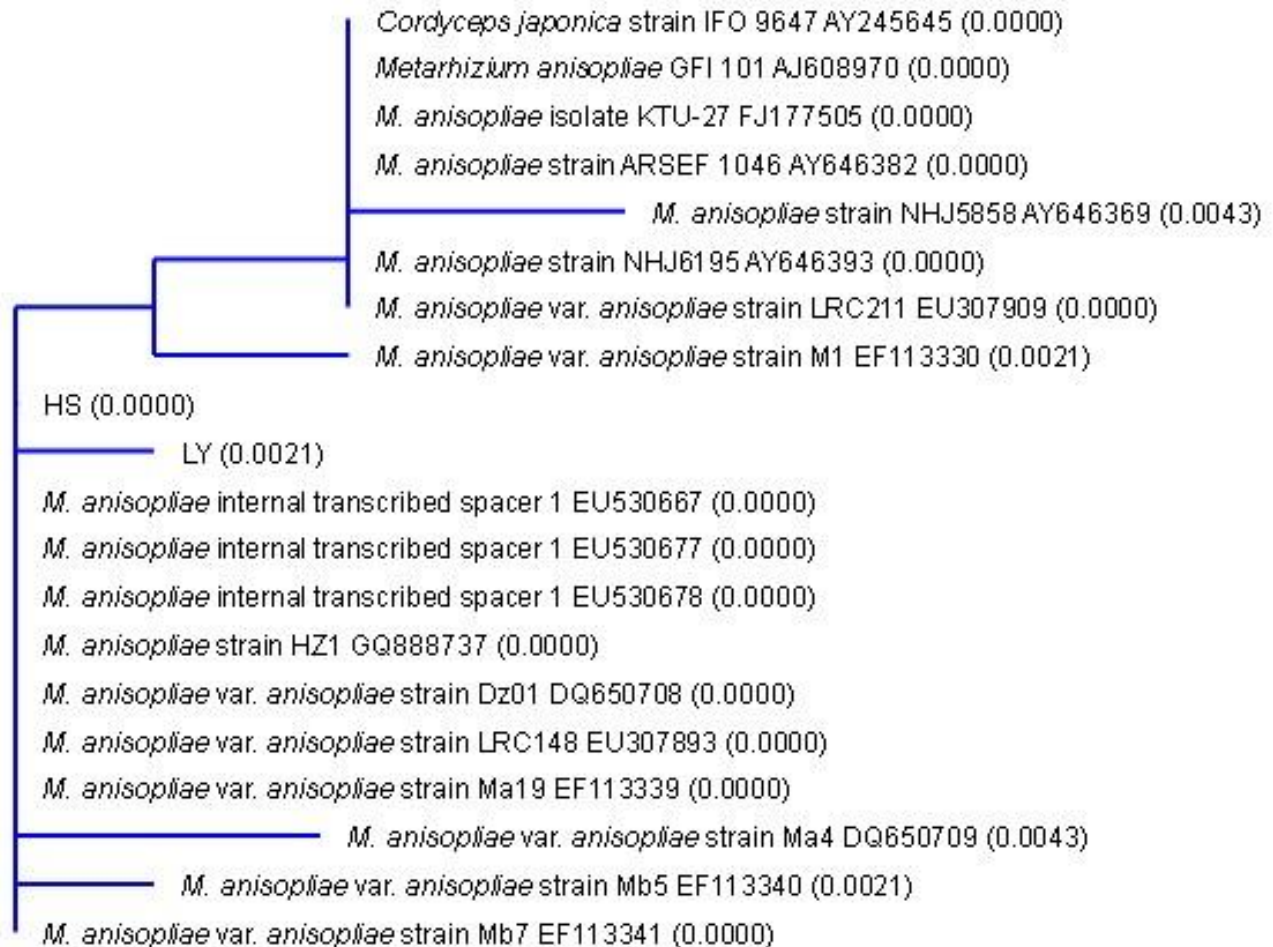 Cordyceps japonica strain IFO 9647 AY245645 (0.0000)
Metarhizium anisopliae GFI 101 AJ608970 (0.0000)
M. anisopliae isolate KTU-27 FJ177505 (0.0000)
M. anisopliae strain ARSEF 1046 AY646382 (0.0000)
M. anisopliae strain NHJ5858 AY646369 (0.0043)
M. anisopliae strain NHJ6195 AY646393 (0.0000)
M. anisopliae var. anisopliae strain LRC211 EU307909 (0.0000)
M. anisopliae var. anisopliae strain M1 EF113330 (0.0021)
HS (0.0000)
LY (0.0021)
M. anisopliae internal transcribed spacer 1 EU530667 (0.0000)
M. anisopliae internal transcribed spacer 1 EU530677 (0.0000)
M. anisopliae internal transcribed spacer 1 EU530678 (0.0000)
M. anisopliae strain HZ1 GQ888737 (0.0000)
M. anisopliae var. anisopliae strain Dz01 DQ650708 (0.0000)
M. anisopliae var. anisopliae strain LRC148 EU307893 (0.0000)
M. anisopliae var. anisopliae strain Ma19 EF113339 (0.0000)
M. anisopliae var. anisopliae strain Ma4 DQ650709 (0.0043)
M. anisopliae var. anisopliae strain Mb5 EF113340 (0.0021)
M. anisopliae var. anisopliae strain Mb7 EF113341 (0.0000)